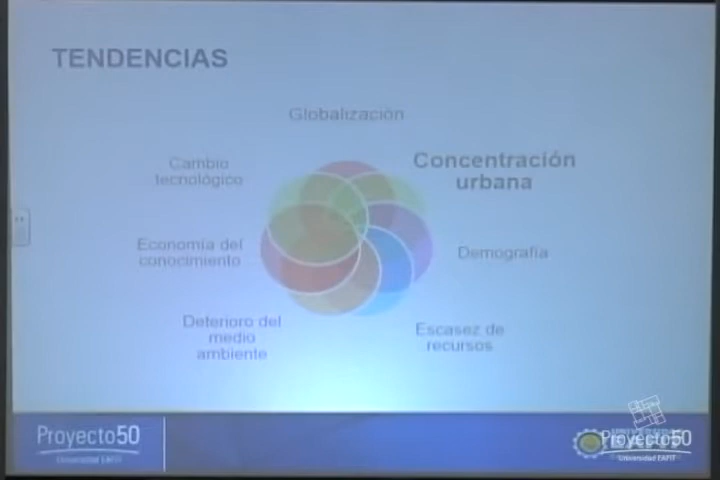 TENDENCIAS
Globalización
Concentración
urbana
Cambio
tecnológico
Economía del
conocimiento
Demografía
Deterioro del
medio
ambiente
Escasez de
recursos
Proyecto50
Universidad EAFIT
Proyecto50
Universidad EAFIT